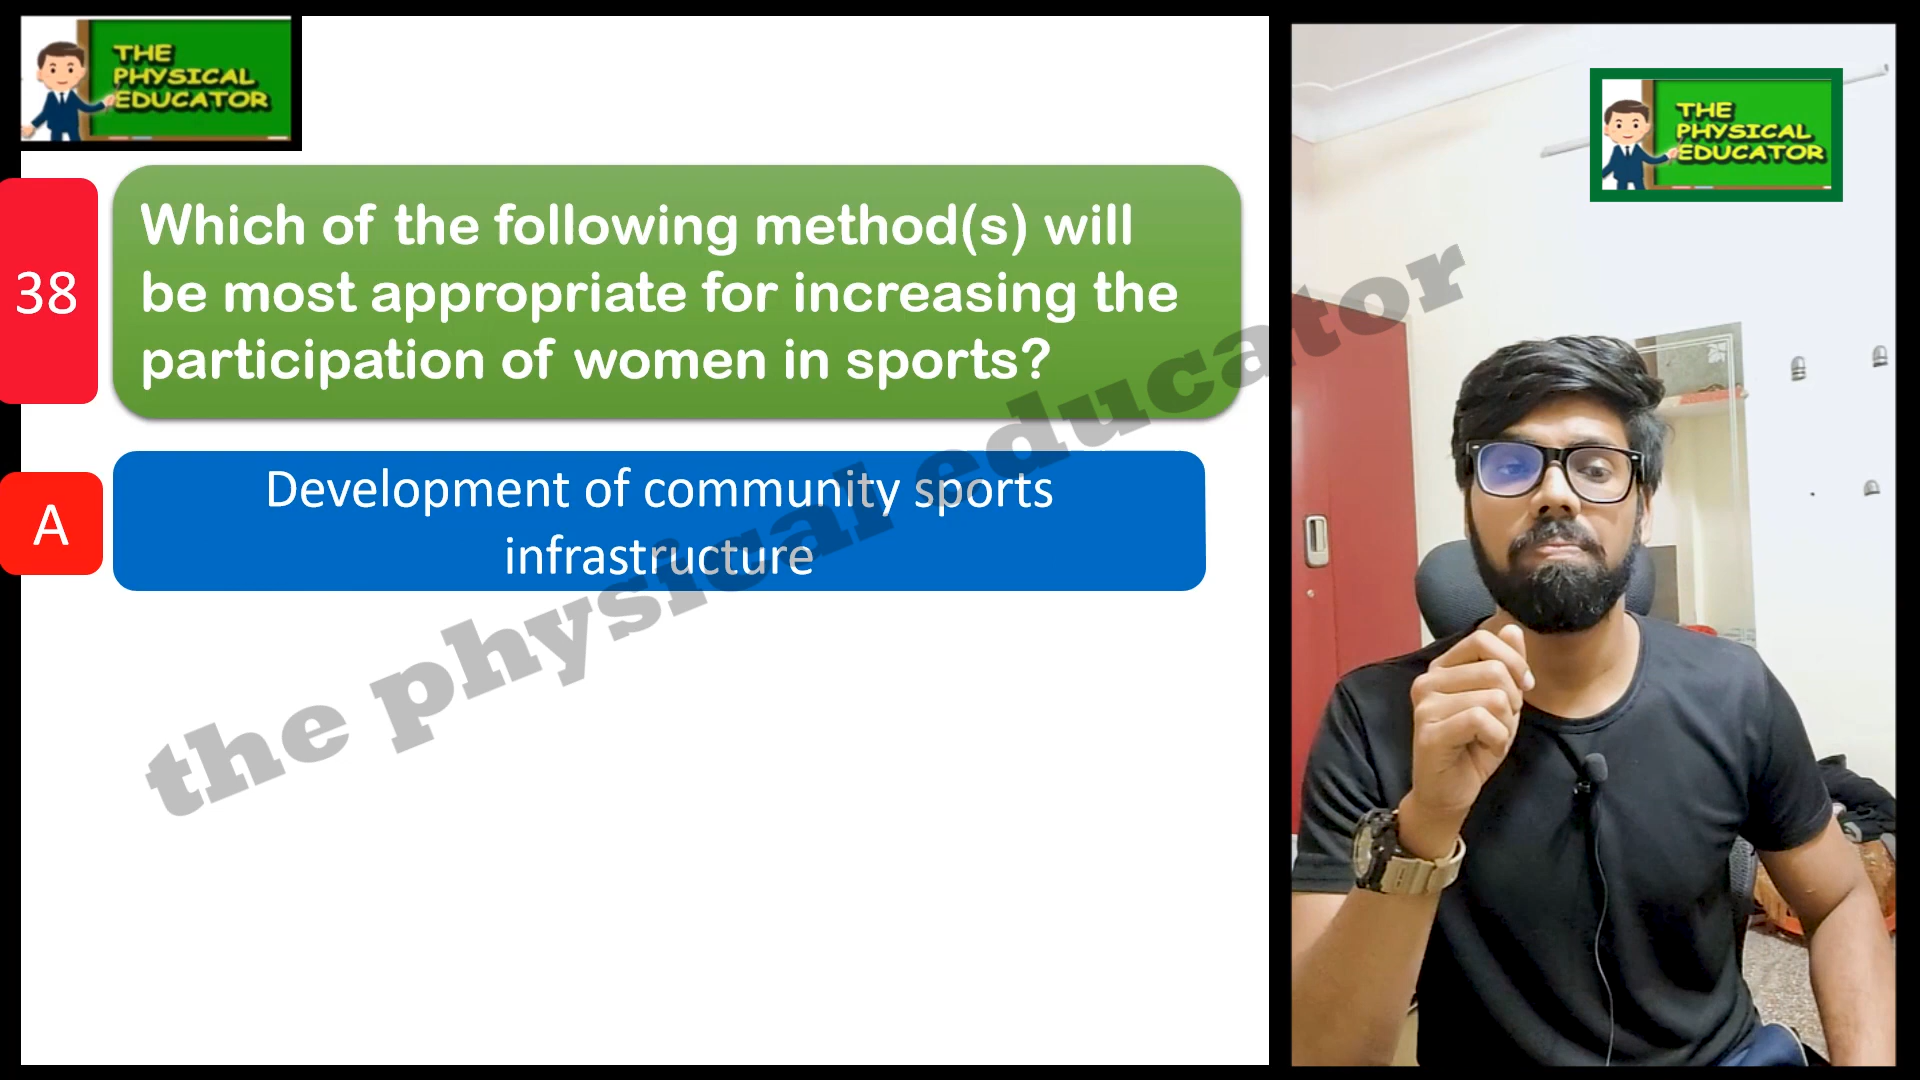 THE
PHYSICAL
EDUCATOR
THE
PHYSICAL
EDUCATOR
38
Which of the following method(s) will
be most appropriate for increasing the
participation of women in sports?
A
Development of community sports
infrastructure
the physical educator